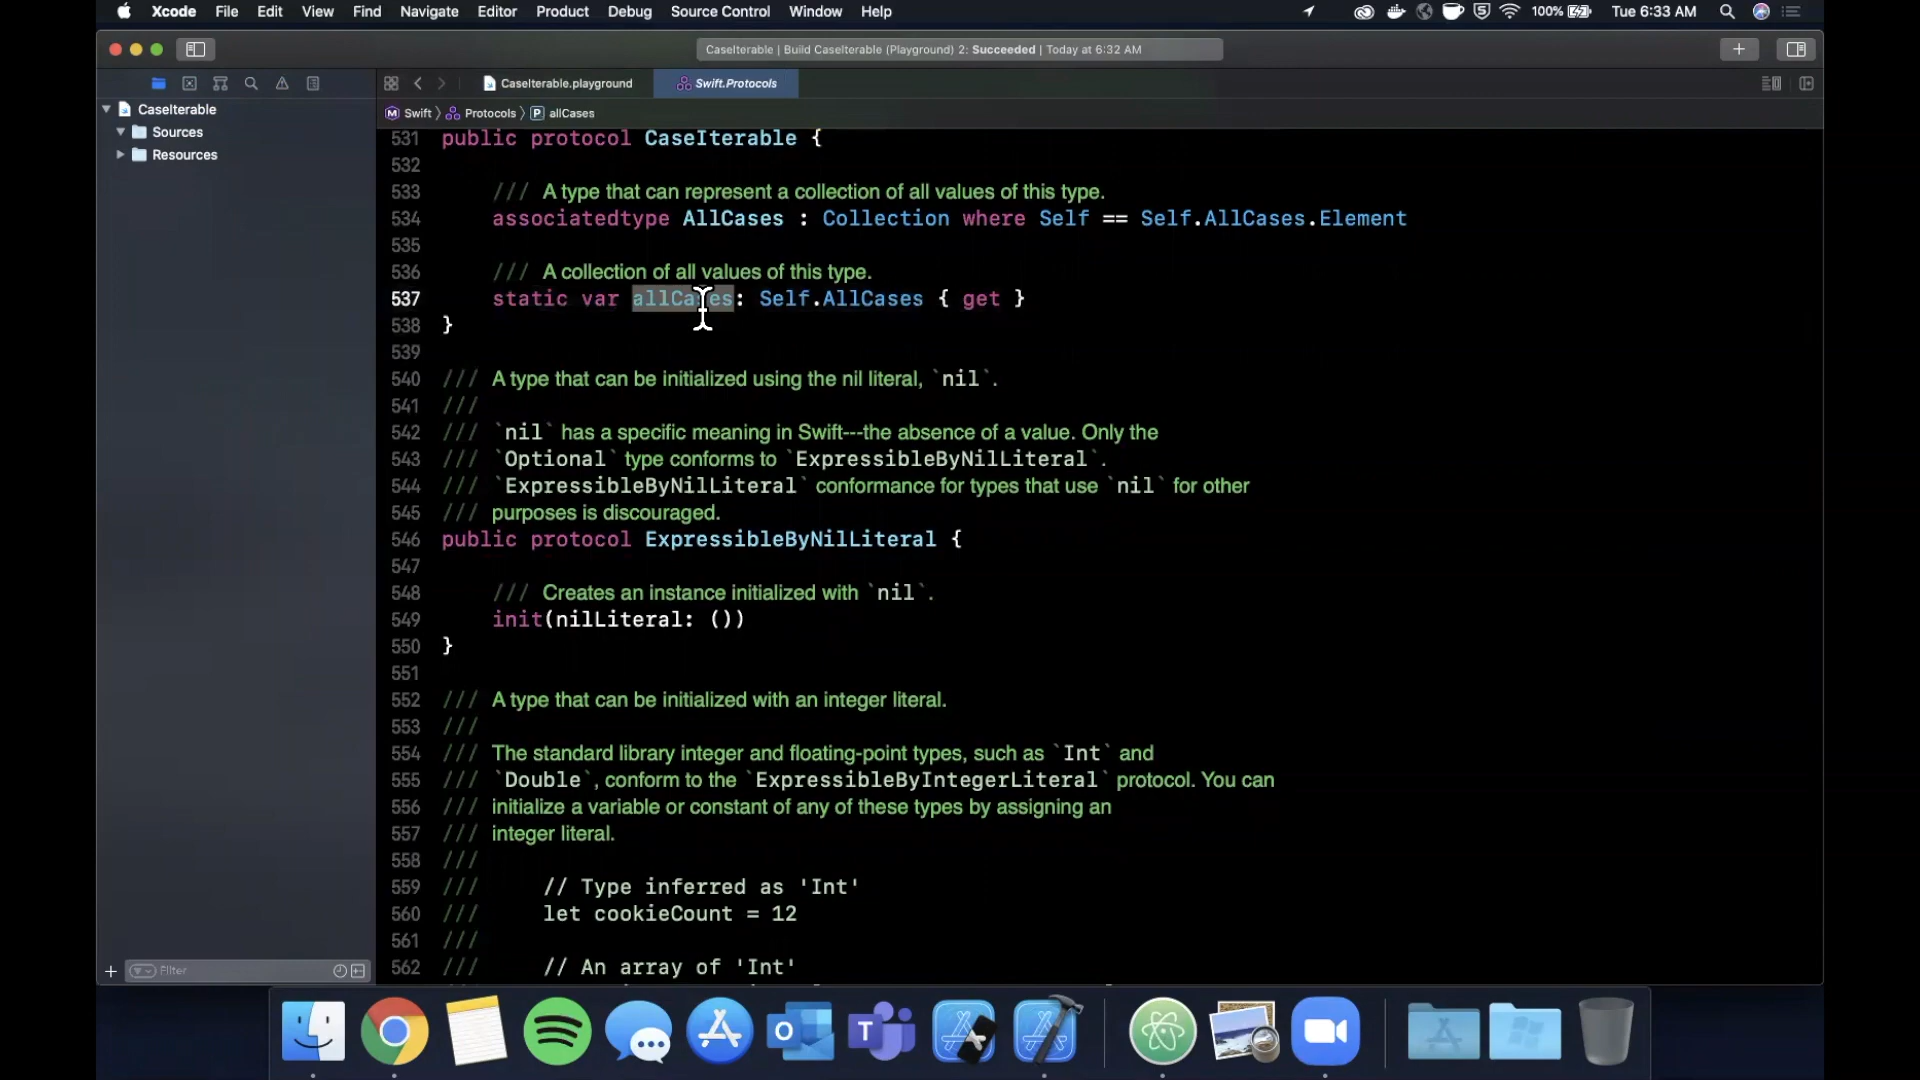 Xcode File Edit View Find Navigate Editor Product Debug Source Control Window Help 100% Tue 6:33 AM
CaseIterable | Build CaseIterable (Playground) 2: Succeeded | Today at 6:32 AM
CaseIterable.playground Swift.Protocols
CaseIterable
Sources
Resources
M Swift Protocols P allCases
531 public protocol CaseIterable {
532
533 /// A type that can represent a collection of all values of this type.
534 associatedtype AllCases : Collection where Self == Self.AllCases.Element
535
536 /// A collection of all values of this type.
537 static var allCases: Self.AllCases { get }
538 }
539
540 /// A type that can be initialized using the nil literal, `nil`.
541 ///
542 /// `nil` has a specific meaning in Swift---the absence of a value. Only the
543 /// `Optional` type conforms to `ExpressibleByNilLiteral`.
544 /// `ExpressibleByNilLiteral` conformance for types that use `nil` for other
545 /// purposes is discouraged.
546 public protocol ExpressibleByNilLiteral {
547
548 /// Creates an instance initialized with `nil`.
549 init(nilLiteral: ())
550 }
551
552 /// A type that can be initialized with an integer literal.
553 ///
554 /// The standard library integer and floating-point types, such as `Int` and
555 /// `Double`, conform to the `ExpressibleByIntegerLiteral` protocol. You can
556 /// initialize a variable or constant of any of these types by assigning an
557 /// integer literal.
558 ///
559 /// // Type inferred as 'Int'
560 /// let cookieCount = 12
561 ///
562 /// // An array of 'Int'
Filter